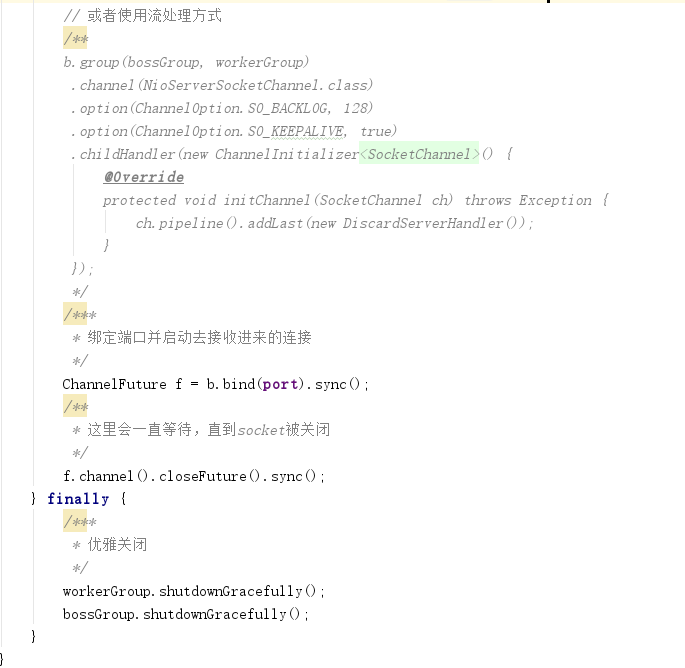 // 或者使用流处理方式
/**
b.group(bossGroup, workerGroup)
.channel(NioServerSocketChannel.class)
.option(ChannelOption.SO_BACKLOG, 128)
.option(ChannelOption.SO_KEEPALIVE, true)
.childHandler(new ChannelInitializer<SocketChannel>() {
@Override
protected void initChannel(SocketChannel ch) throws Exception {
ch.pipeline().addLast(new DiscardServerHandler());
}
});
*/
/***
* 绑定端口并启动去接收进来的连接
*/
ChannelFuture f = b.bind(port).sync();
/**
* 这里会一直等待，直到socket被关闭
*/
f.channel().closeFuture().sync();
} finally {
/***
* 优雅关闭
*/
workerGroup.shutdownGracefully();
bossGroup.shutdownGracefully();
}
}